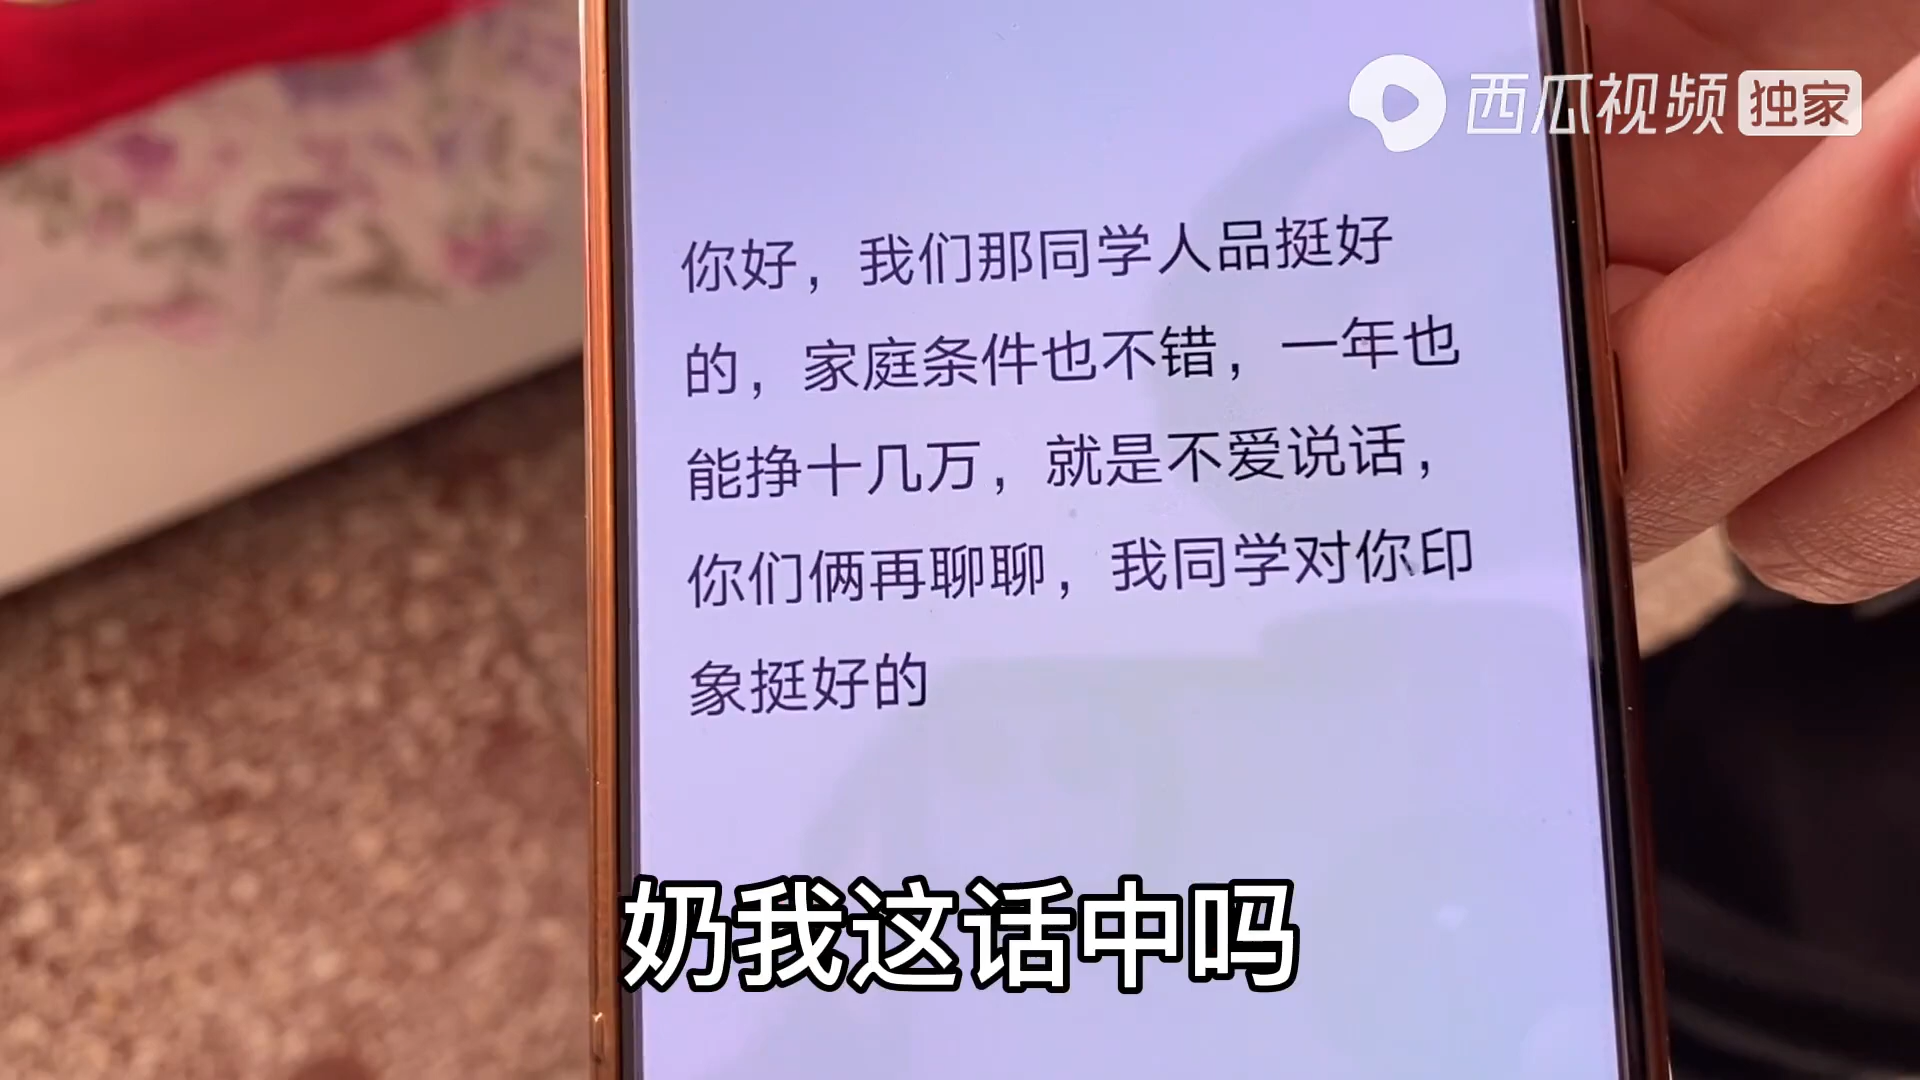 西瓜视频 独家
你好，我们那同学人品挺好
的，家庭条件也不错，一年也
能挣十几万，就是不爱说话，
你们俩再聊聊，我同学对你印
象挺好的
奶我这话中吗